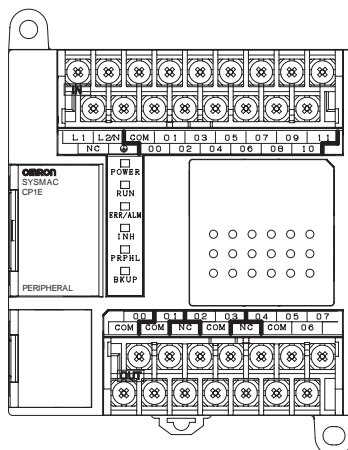 IN
L1 L2/N COM 01 03 05 07 09 11
NC 00 02 04 06 08 10
OMRON
SYSMAC
CP1E
POWER
RUN
ERR/ALM
INH
PRPHL
BKUP
PERIPHERAL
00 01 02 03 04 05 07
COM COM NC COM NC COM 06
OUT